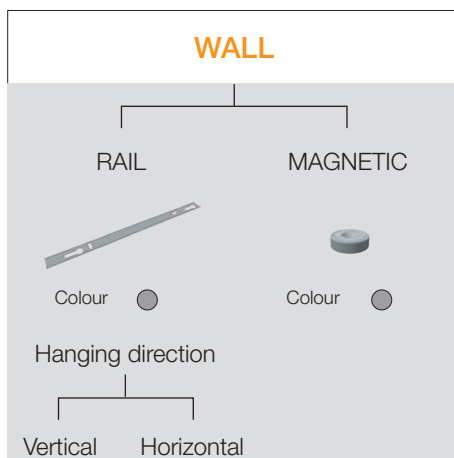 WALL
RAIL MAGNETIC
Colour Colour
Hanging direction
Vertical Horizontal